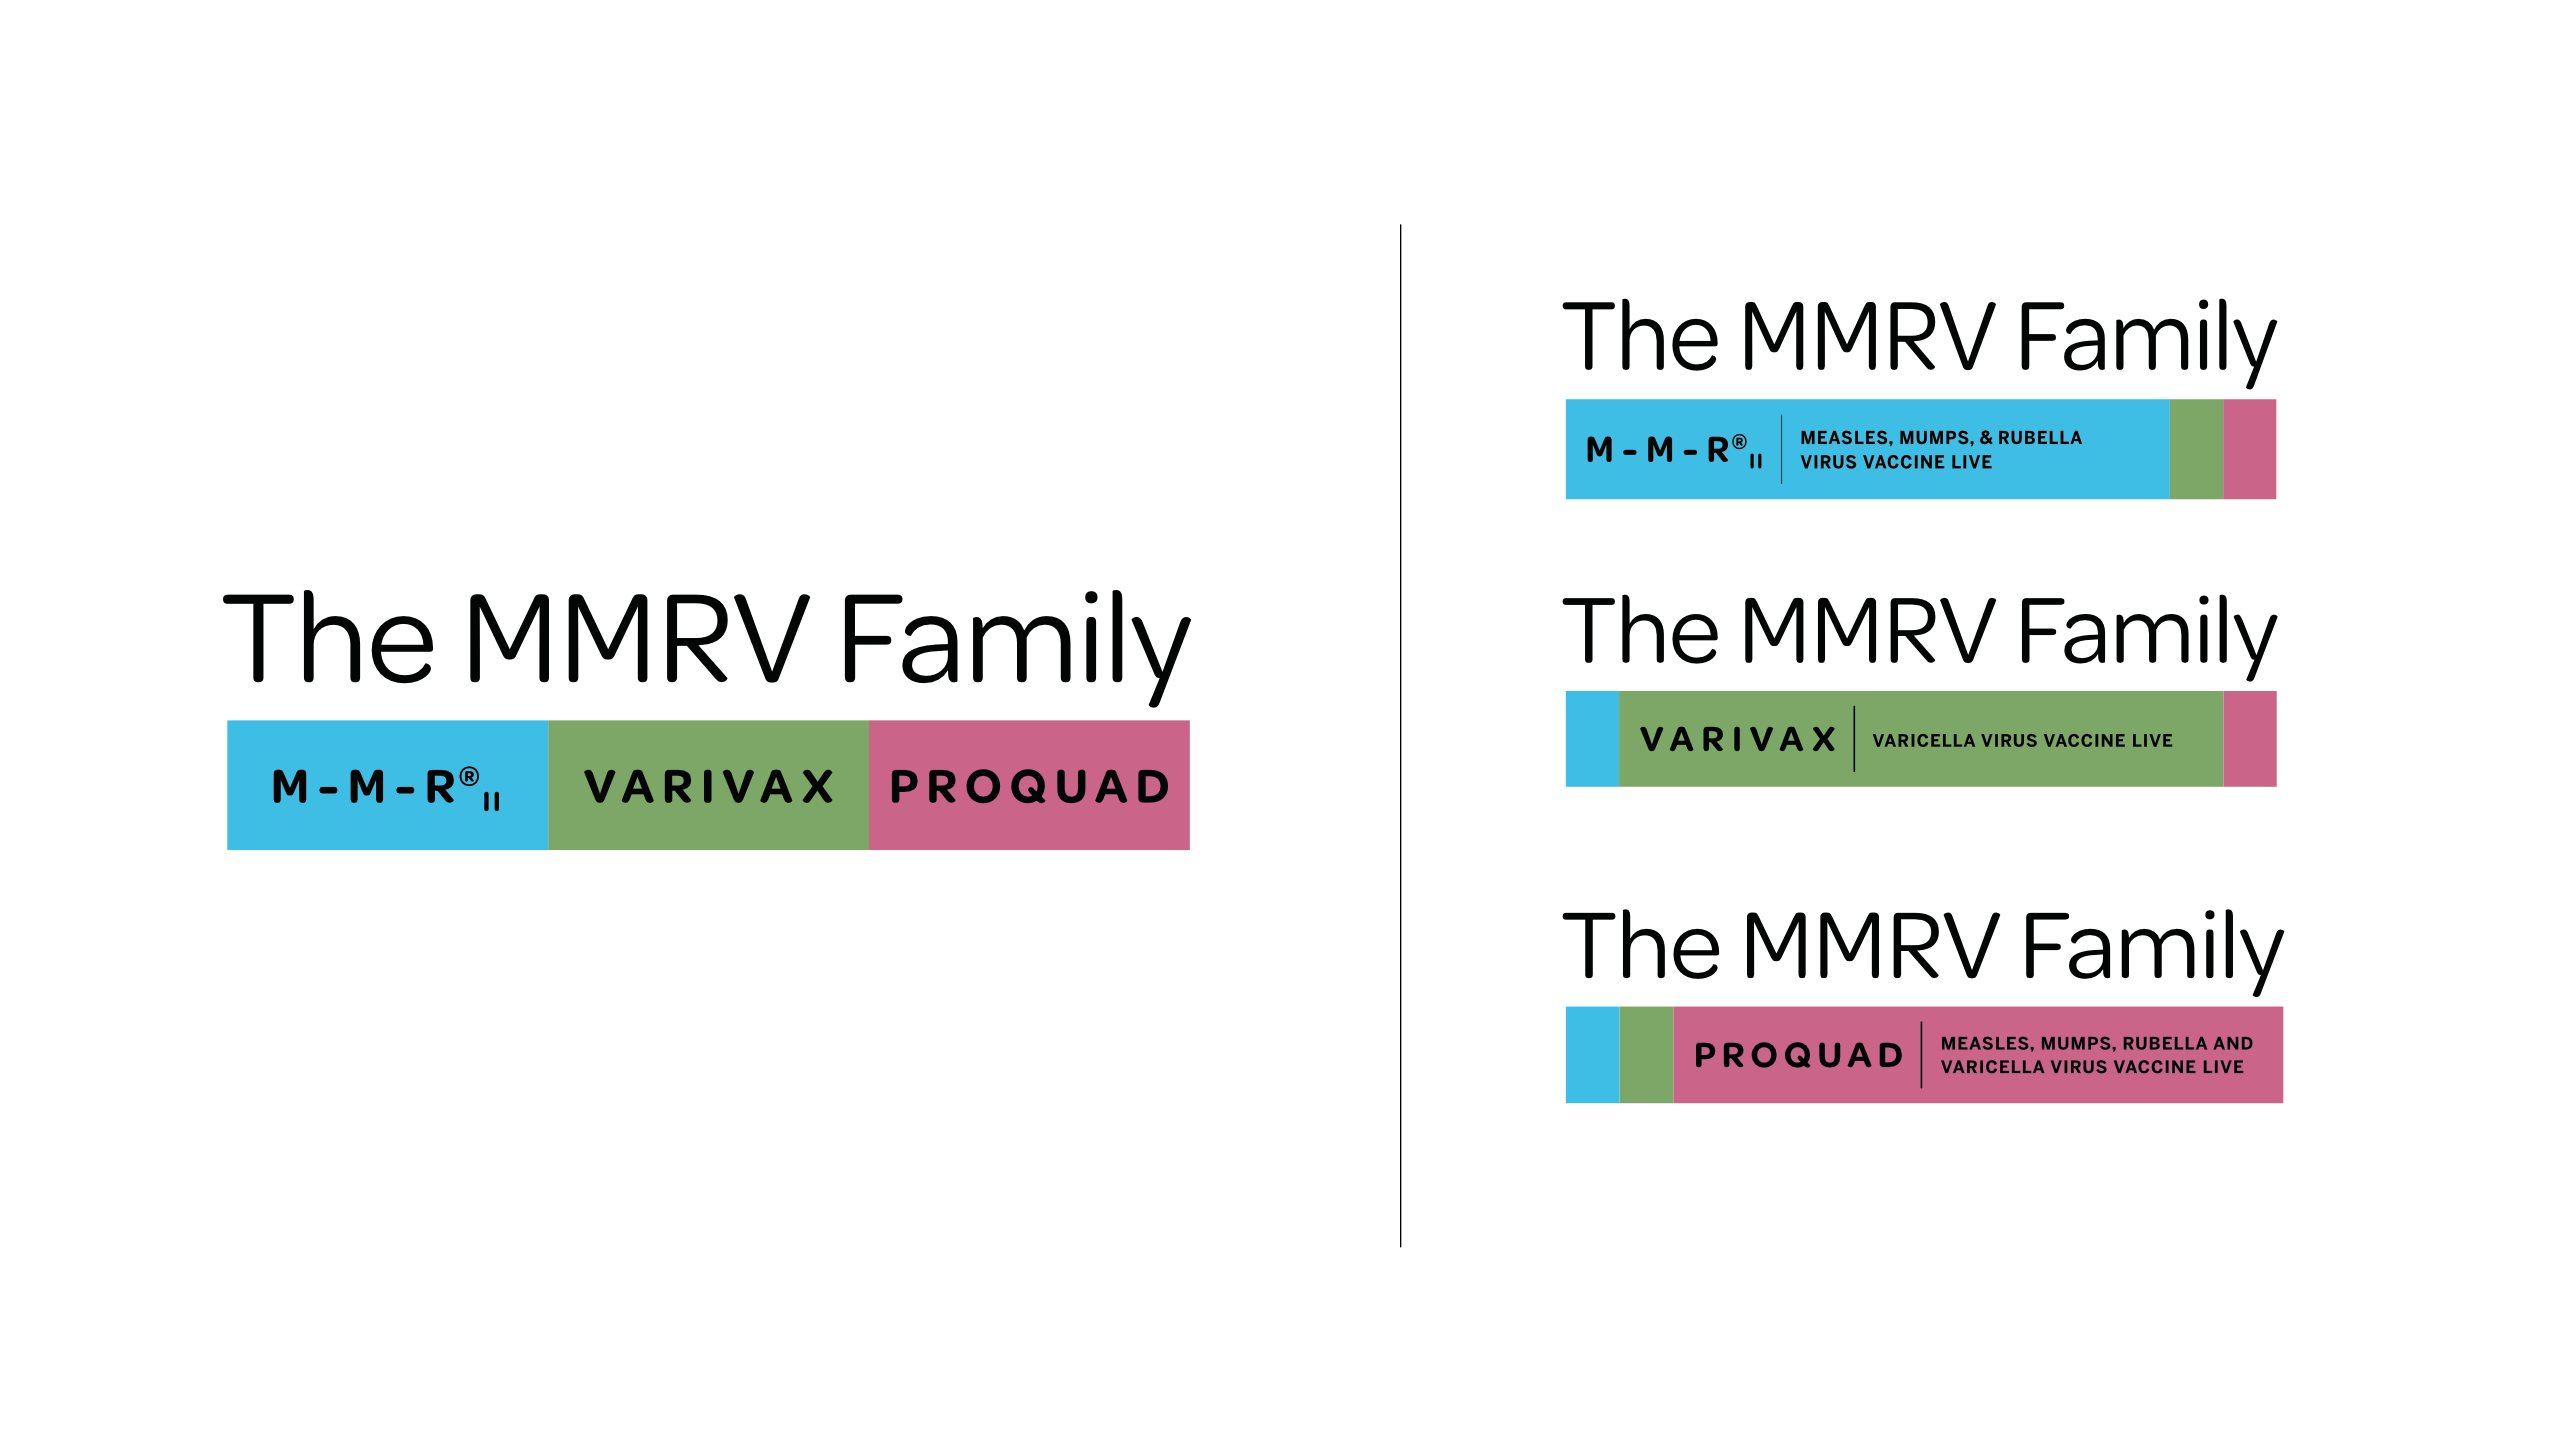 The MMRV Family
M-M-R®II
VARIVAX
PROQUAD
The MMRV Family
M-M-R®II
MEASLES, MUMPS, & RUBELLA
VIRUS VACCINE LIVE
The MMRV Family
VARIVAX
VARICELLA VIRUS VACCINE LIVE
The MMRV Family
PROQUAD
MEASLES, MUMPS, RUBELLA AND
VARICELLA VIRUS VACCINE LIVE